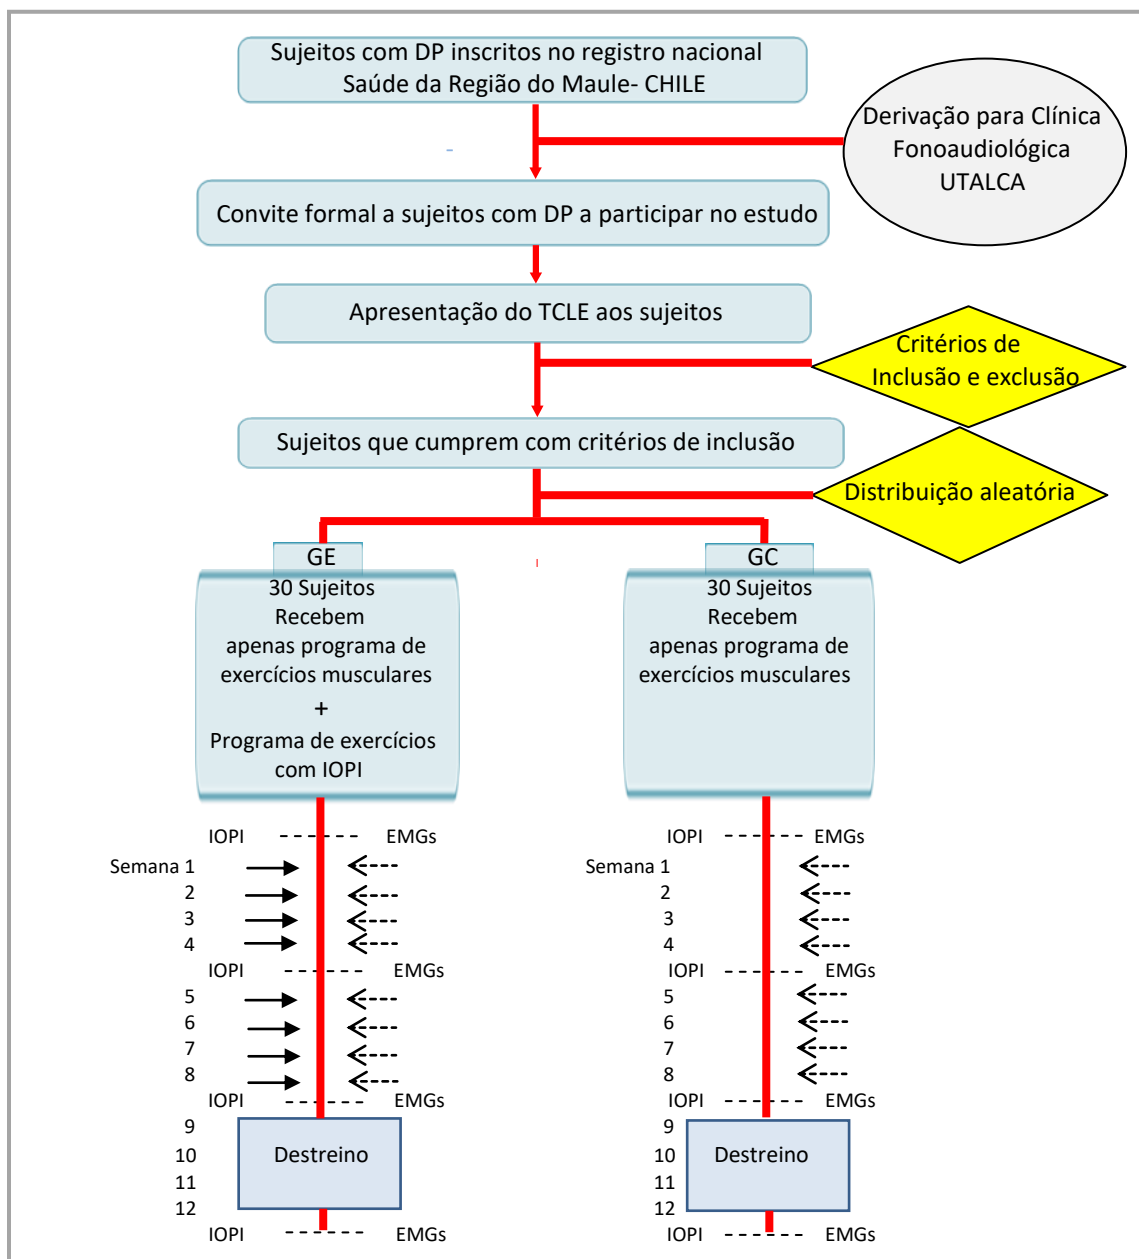 Sujeitos com DP inscritos no registro nacional
Saúde da Região do Maule- CHILE
Derivação para Clínica
Fonoaudiológica
UTALCA
Convite formal a sujeitos com DP a participar no estudo
Apresentação do TCLE aos sujeitos
Critérios de
Inclusão e exclusão
Sujeitos que cumprem com critérios de inclusão
Distribuição aleatória
GE
30 Sujeitos
Recebem
apenas programa de
exercícios musculares
+
Programa de exercícios
com IOPI
GC
30 Sujeitos
Recebem
apenas programa de
exercícios musculares
IOPI EMGs
Semana 1
2
3
4
IOPI EMGs
5
6
7
8
IOPI EMGs
9
10
11
12
Destreino
IOPI EMGs
IOPI EMGs
Semana 1
2
3
4
IOPI EMGs
5
6
7
8
IOPI EMGs
9
10
11
12
Destreino
IOPI EMGs